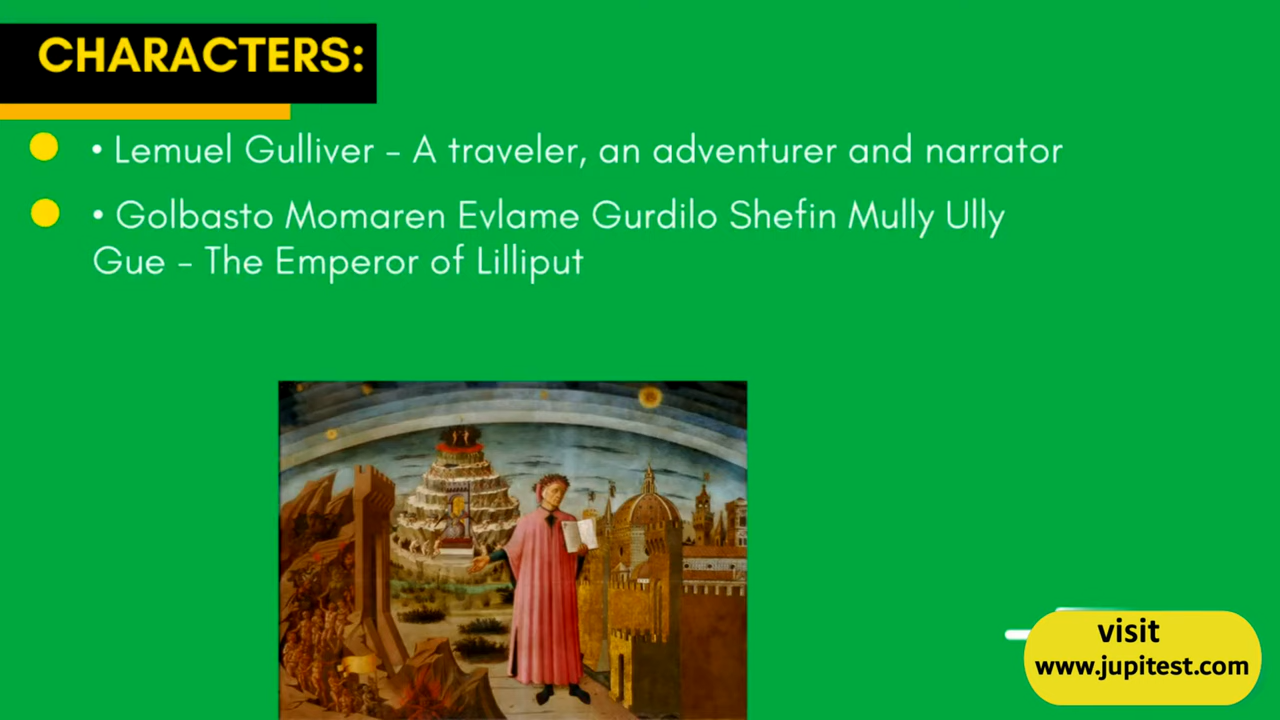 CHARACTERS:
• Lemuel Gulliver – A traveler, an adventurer and narrator
• Golbasto Momaren Evlame Gurdilo Shefin Mully Ully
Gue – The Emperor of Lilliput
visit
www.jupitest.com